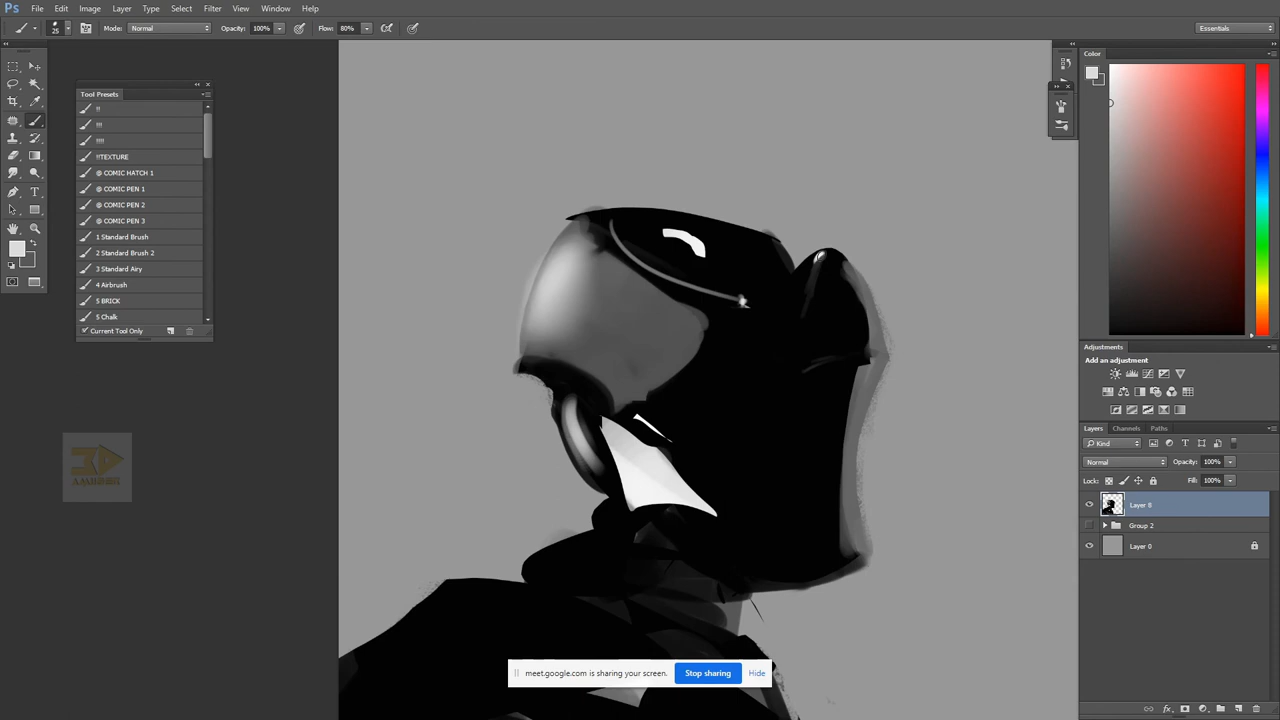 Ps File Edit Image Layer Type Select Filter View Window Help
25 Mode: Normal Opacity: 100% Flow: 80% Essentials
Tool Presets
!!
!!!
!!!!
!!TEXTURE
@ COMIC HATCH 1
@ COMIC PEN 1
@ COMIC PEN 2
@ COMIC PEN 3
1 Standard Brush
2 Standard Brush 2
3 Standard Airy
4 Airbrush
5 BRICK
5 Chalk
Current Tool Only
Color
Adjustments
Add an adjustment
Layers Channels Paths
Kind
Normal Opacity: 100%
Lock: Fill: 100%
Layer 8
Group 2
Layer 0
meet.google.com is sharing your screen. Stop sharing Hide